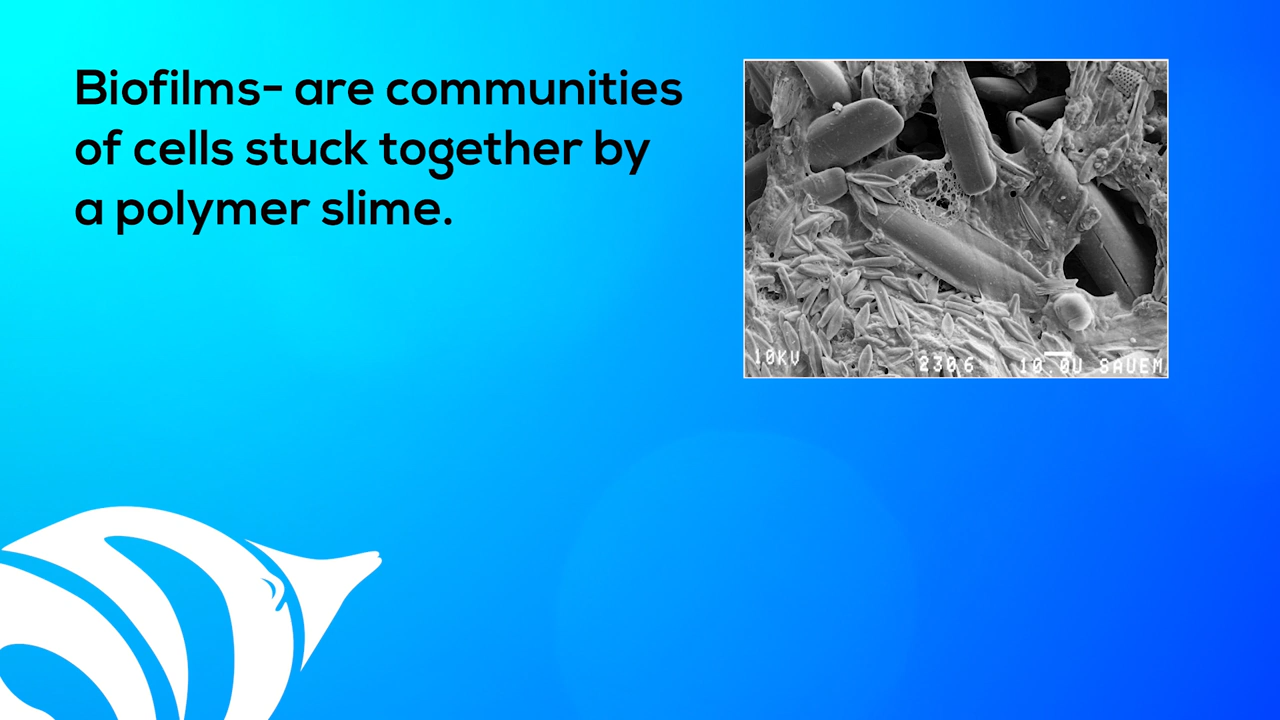 Biofilms- are communities
of cells stuck together by
a polymer slime.
10KV 2306 10.0U SAUEM